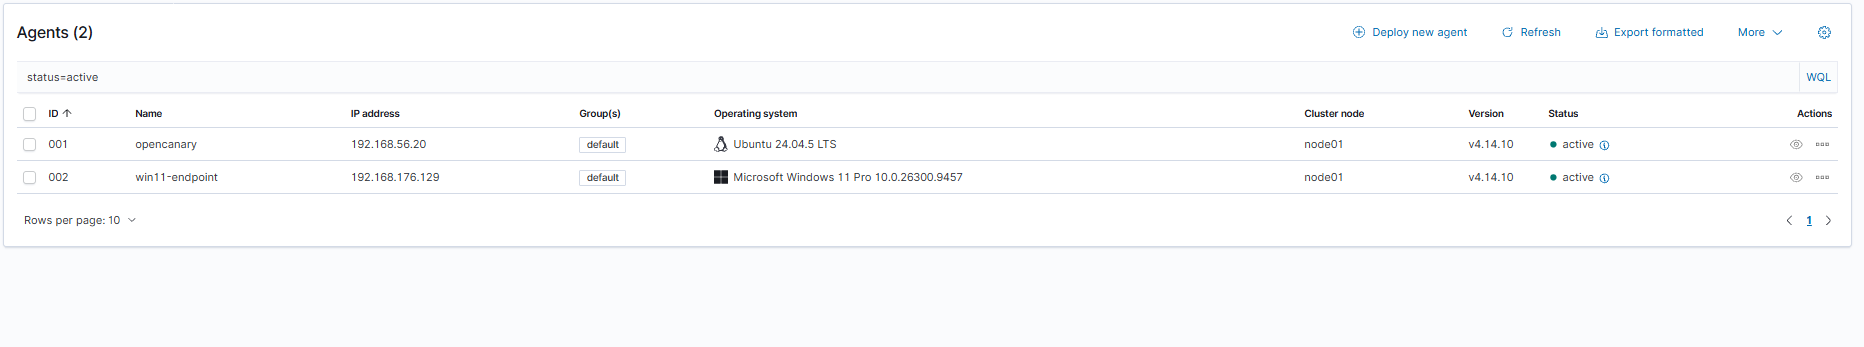 Agents (2)
Deploy new agent Refresh Export formatted More
status=active WQL
ID Name IP address Group(s) Operating system Cluster node Version Status Actions
001 opencanary 192.168.56.20 default Ubuntu 24.04.5 LTS node01 v4.14.10 active
002 win11-endpoint 192.168.176.129 default Microsoft Windows 11 Pro 10.0.26300.9457 node01 v4.14.10 active
Rows per page: 10 1